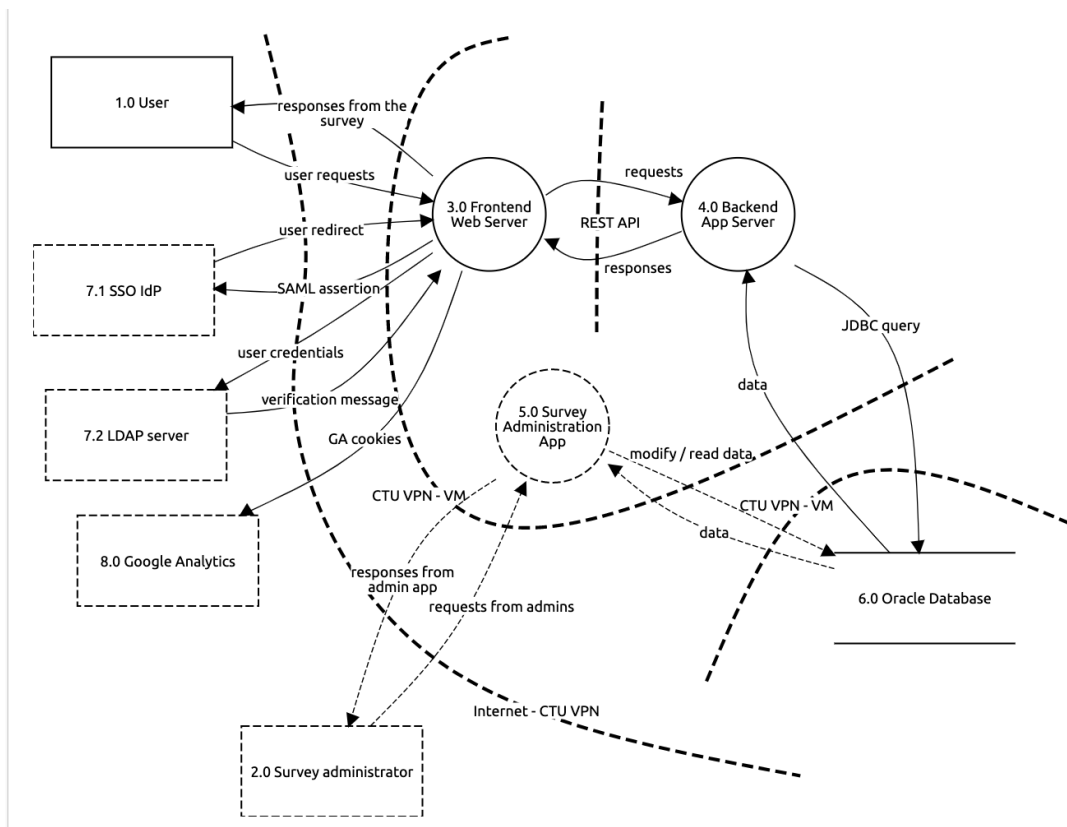 1.0 User
responses from the
survey
user requests
3.0 Frontend
Web Server
requests
REST API
responses
4.0 Backend
App Server
user redirect
7.1 SSO IdP
SAML assertion
user credentials
verification message
7.2 LDAP server
GA cookies
JDBC query
data
5.0 Survey
Administration
App
modify / read data
CTU VPN - VM
CTU VPN - VM
data
8.0 Google Analytics
responses from
admin app
requests from admins
6.0 Oracle Database
Internet - CTU VPN
2.0 Survey administrator